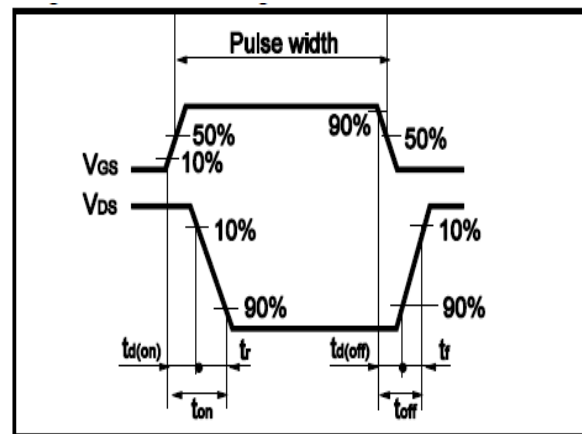 Pulse width
90%
50%
50%
VGS
10%
VDS
10%
10%
90%
90%
td(on)
tr
td(off)
tf
ton
toff